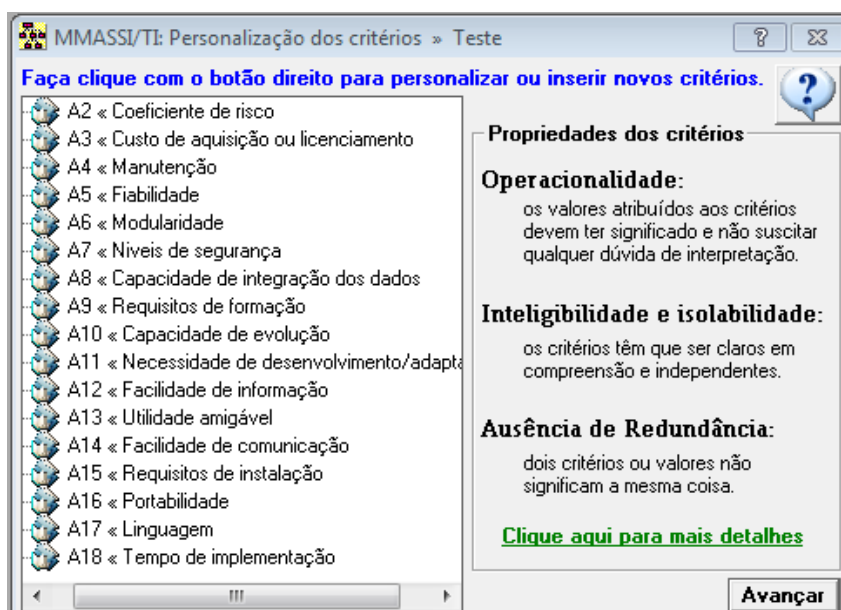 MMASSI/TI: Personalização dos critérios » Teste
Faça clique com o botão direito para personalizar ou inserir novos critérios.
A2 « Coeficiente de risco
A3 « Custo de aquisição ou licenciamento
A4 « Manutenção
A5 « Fiabilidade
A6 « Modularidade
A7 « Niveis de segurança
A8 « Capacidade de integração dos dados
A9 « Requisitos de formação
A10 « Capacidade de evolução
A11 « Necessidade de desenvolvimento/adapta
A12 « Facilidade de informação
A13 « Utilidade amigável
A14 « Facilidade de comunicação
A15 « Requisitos de instalação
A16 « Portabilidade
A17 « Linguagem
A18 « Tempo de implementação
Propriedades dos critérios
Operacionalidade:
os valores atribuídos aos critérios
devem ter significado e não suscitar
qualquer dúvida de interpretação.
Inteligibilidade e isolabilidade:
os critérios têm que ser claros em
compreensão e independentes.
Ausência de Redundância:
dois critérios ou valores não
significam a mesma coisa.
Clique aqui para mais detalhes
Avançar